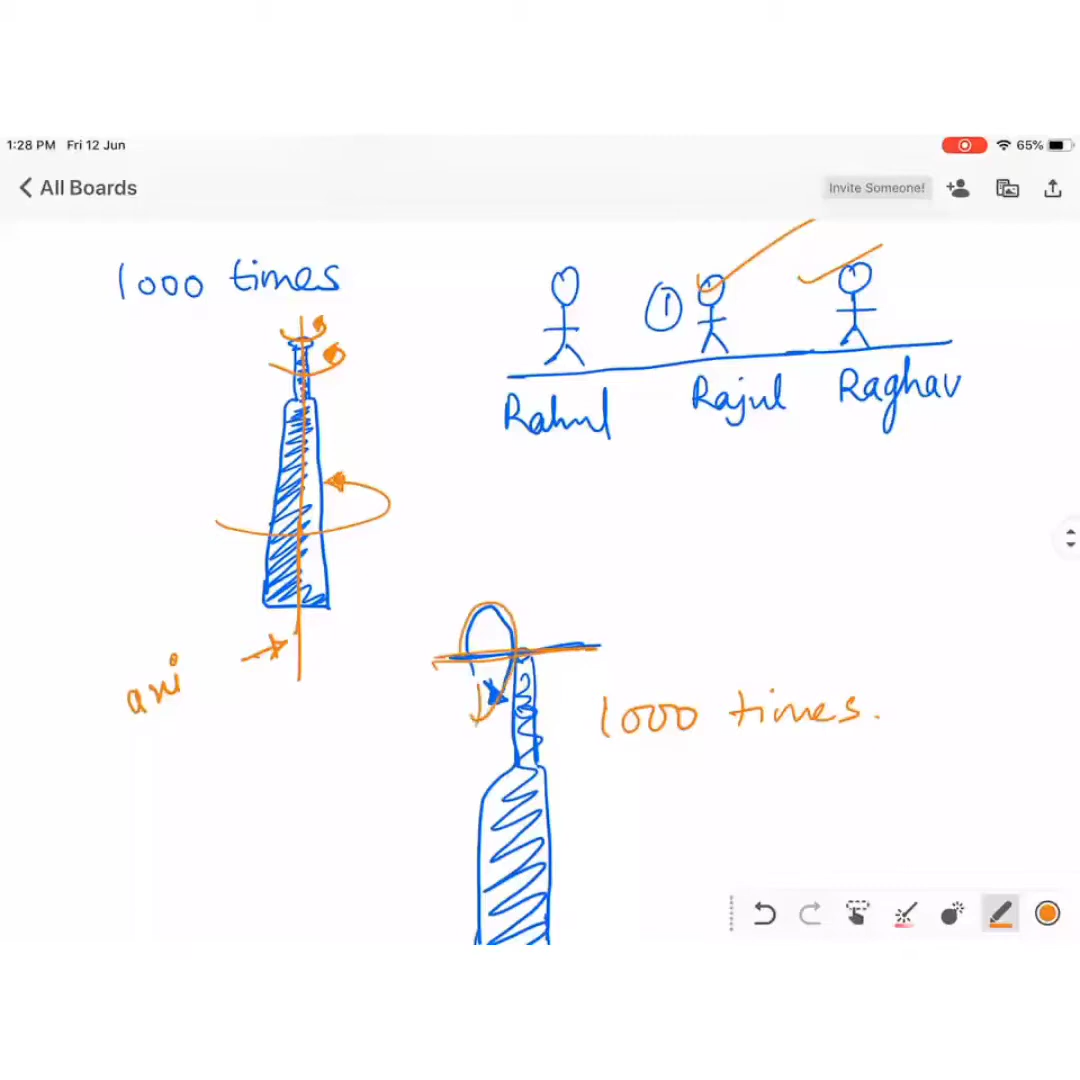 1:28 PM Fri 12 Jun
65%
All Boards
Invite Someone!
1000 times
1
Rahul Rajul Raghav
axi
1000 times.